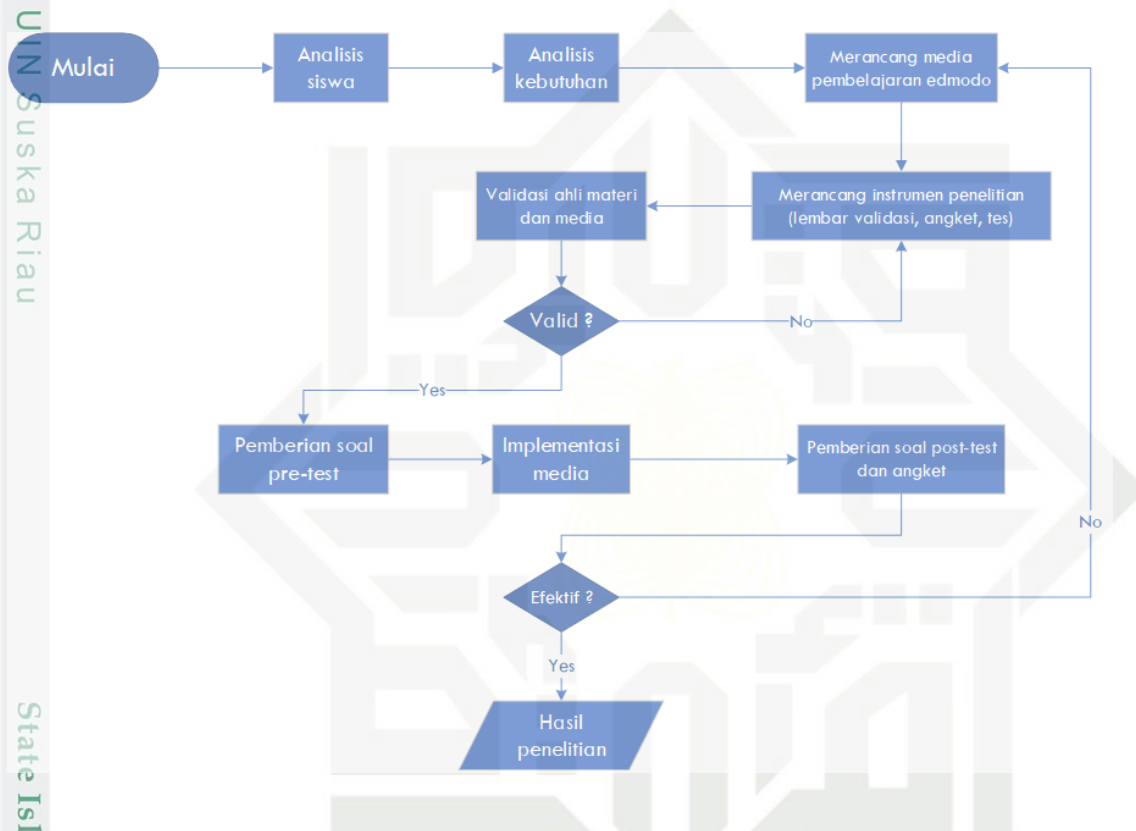 UIN Suska Riau
State Isl
Mulai
Analisis
siswa
Analisis
kebutuhan
Merancang media
pembelajaran edmodo
Validasi ahli materi
dan media
Merancang instrumen penelitian
(lembar validasi, angket, tes)
Valid ?
No
Yes
Pemberian soal
pre-test
Implementasi
media
Pemberian soal post-test
dan angket
No
Efektif ?
Yes
Hasil
penelitian